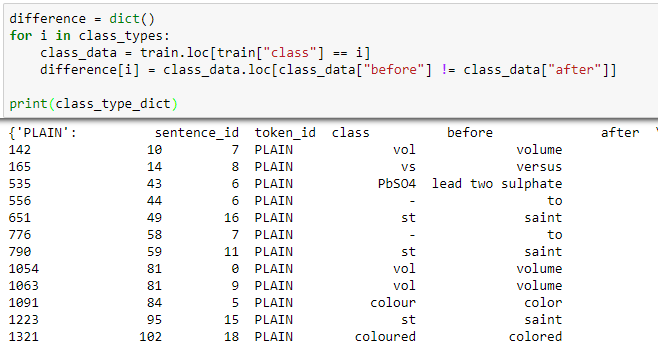 difference = dict()
for i in class_types:
    class_data = train.loc[train["class"] == i]
    difference[i] = class_data.loc[class_data["before"] != class_data["after"]]
print(class_type_dict)
{'PLAIN':          sentence_id  token_id  class            before              after  \
142               10         7  PLAIN               vol             volume
165               14         8  PLAIN                vs             versus
535               43         6  PLAIN             PbSO4  lead two sulphate
556               44         6  PLAIN                 -                 to
651               49        16  PLAIN                st              saint
776               58         7  PLAIN                 -                 to
790               59        11  PLAIN                st              saint
1054              81         0  PLAIN               vol             volume
1063              81         9  PLAIN               vol             volume
1091              84         5  PLAIN            colour              color
1223              95        15  PLAIN                st              saint
1321             102        18  PLAIN          coloured            colored